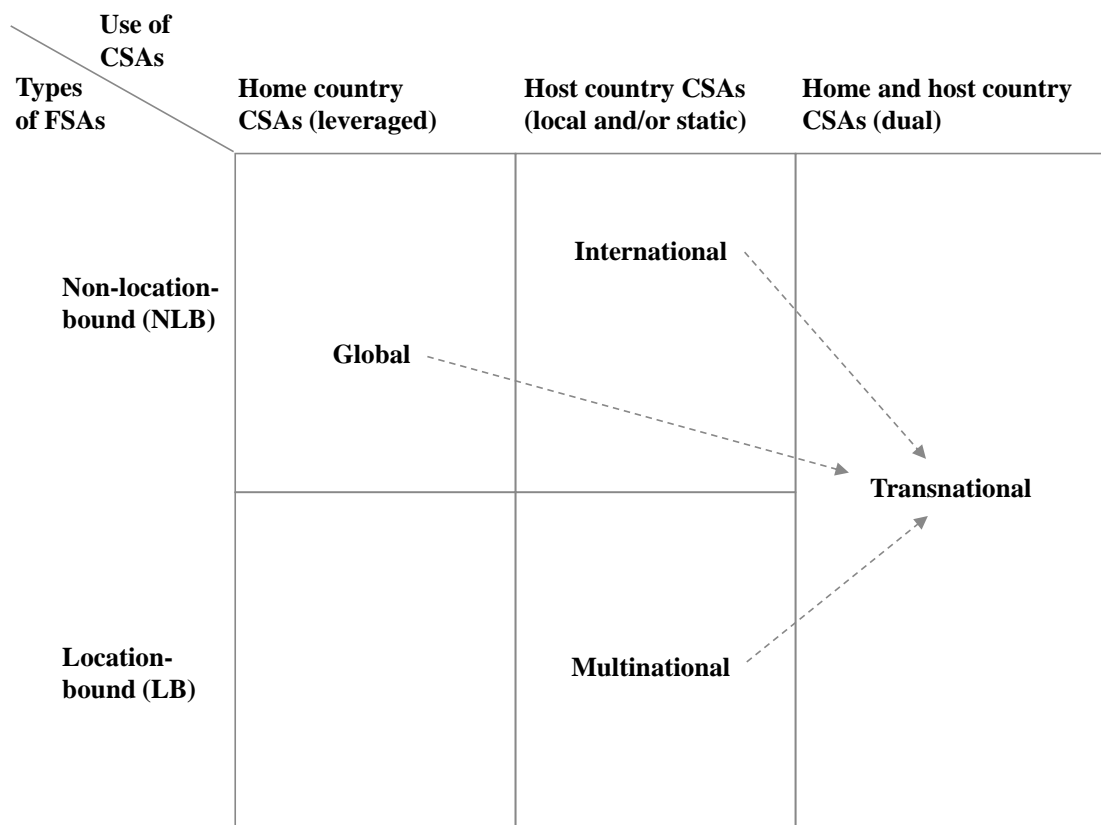 Use of
CSAs
Types
of FSAs
Home country
CSAs (leveraged)
Host country CSAs
(local and/or static)
Home and host country
CSAs (dual)
Non-location-
bound (NLB)
International
Global
Transnational
Location-
bound (LB)
Multinational